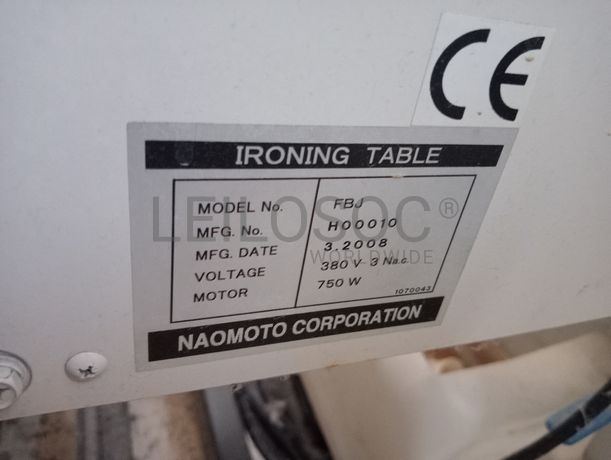 CE
IRONING TABLE
MODEL No. FBJ
MFG. No. H00010
MFG. DATE 3.2008
VOLTAGE 380 V 3 Na.c.
MOTOR 750 W
1070043
NAOMOTO CORPORATION
LEILOSOC®
WORLDWIDE